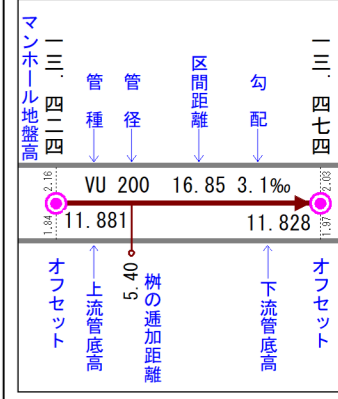 マンホール地盤高
一三．四二四
管種
管径
区間距離
勾配
一三．四七四
2.16
1.84
VU 200 16.85 3.1‰
2.03
1.97
11.881
11.828
オフセット
上流管底高
5.40
桝の逓加距離
下流管底高
オフセット